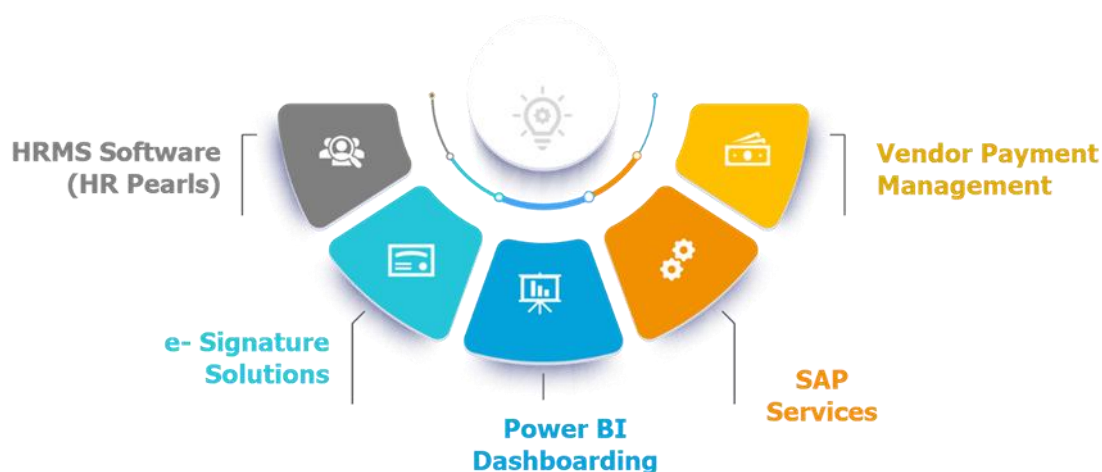 HRMS Software
(HR Pearls)
e- Signature
Solutions
Power BI
Dashboarding
SAP
Services
Vendor Payment
Management